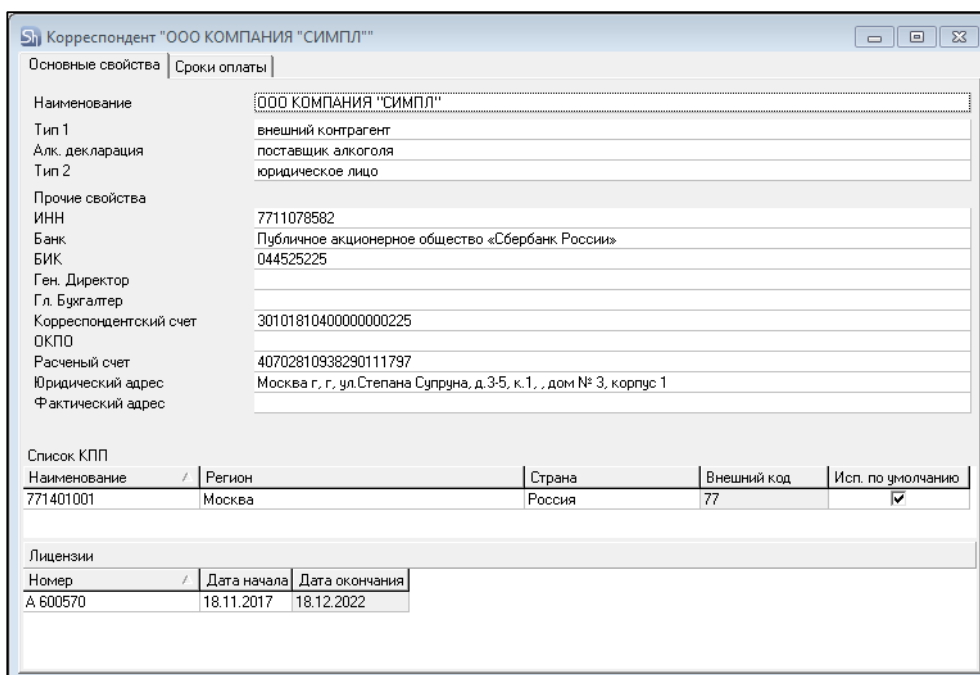 Sh Корреспондент "ООО КОМПАНИЯ "СИМПЛ""
Основные свойства Сроки оплаты
Наименование ООО КОМПАНИЯ "СИМПЛ"
Тип 1 внешний контрагент
Алк. декларация поставщик алкоголя
Тип 2 юридическое лицо
Прочие свойства
ИНН 7711078582
Банк Публичное акционерное общество «Сбербанк России»
БИК 044525225
Ген. Директор
Гл. Бухгалтер
Корреспондентский счет 30101810400000000225
ОКПО
Расченый счет 40702810938290111797
Юридический адрес Москва г, г, ул.Степана Супруна, д.3-5, к.1, , дом № 3, корпус 1
Фактический адрес
Список КПП
Наименование Регион Страна Внешний код Исп. по умолчанию
771401001 Москва Россия 77
Лицензии
Номер Дата начала Дата окончания
А 600570 18.11.2017 18.12.2022